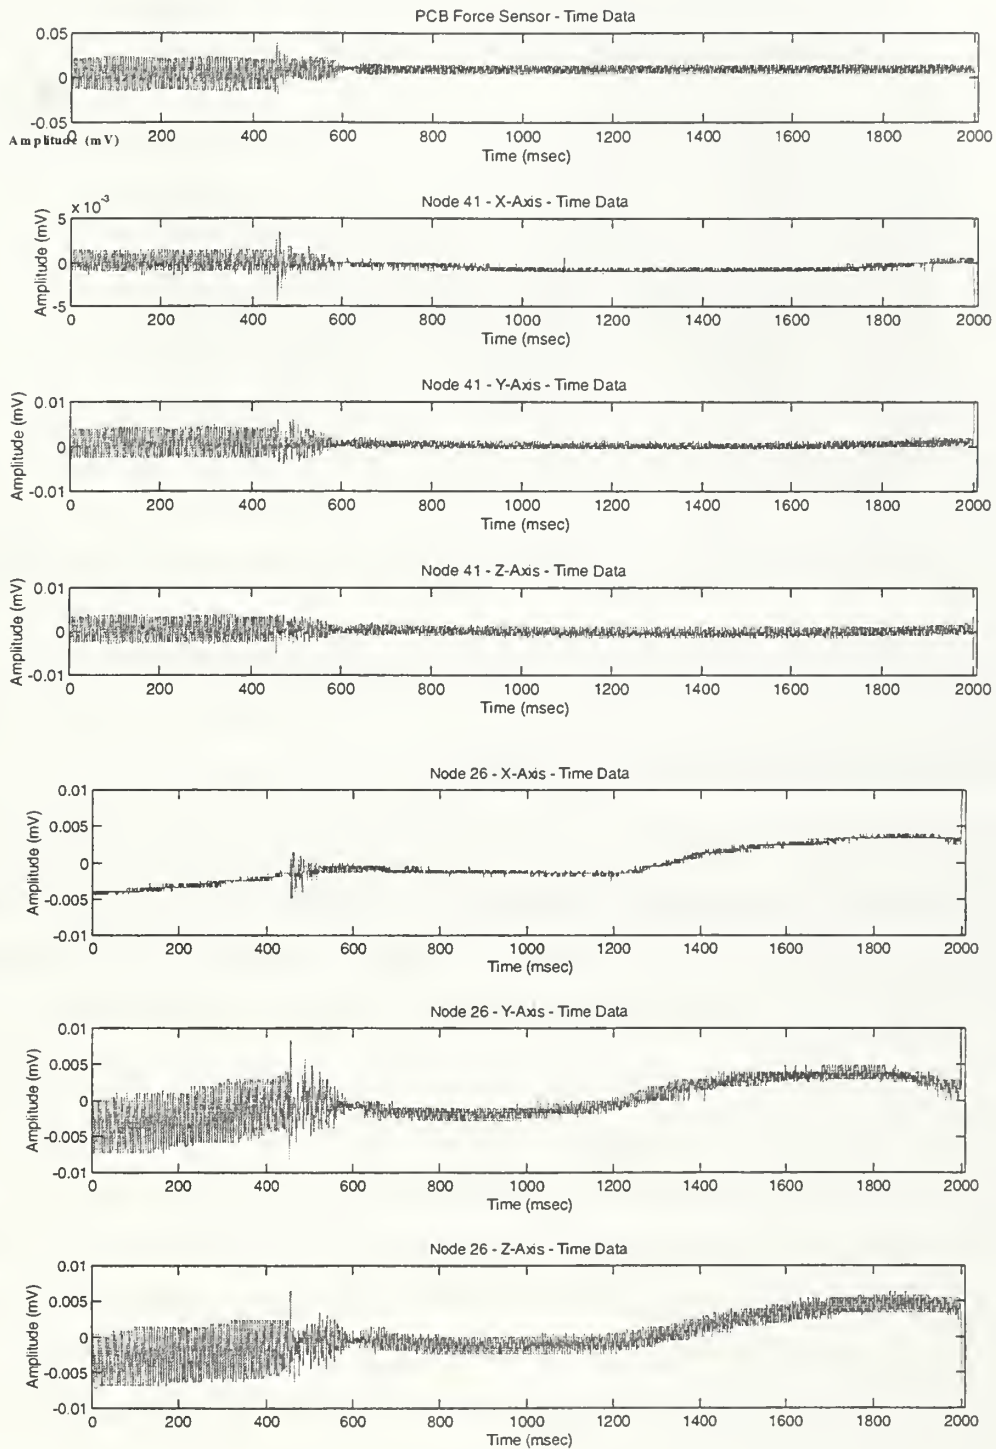 PCB Force Sensor - Time Data
0.05
0
-0.05
0 200 400 600 800 1000 1200 1400 1600 1800 2000
Amplitude (mV)
Time (msec)
Node 41 - X-Axis - Time Data
x 10-3
5
0
-5
Amplitude (mV)
0 200 400 600 800 1000 1200 1400 1600 1800 2000
Time (msec)
Node 41 - Y-Axis - Time Data
0.01
0
-0.01
Amplitude (mV)
0 200 400 600 800 1000 1200 1400 1600 1800 2000
Time (msec)
Node 41 - Z-Axis - Time Data
0.01
0
-0.01
Amplitude (mV)
0 200 400 600 800 1000 1200 1400 1600 1800 2000
Time (msec)
Node 26 - X-Axis - Time Data
0.01
0.005
0
-0.005
-0.01
Amplitude (mV)
0 200 400 600 800 1000 1200 1400 1600 1800 2000
Time (msec)
Node 26 - Y-Axis - Time Data
0.01
0.005
0
-0.005
-0.01
Amplitude (mV)
0 200 400 600 800 1000 1200 1400 1600 1800 2000
Time (msec)
Node 26 - Z-Axis - Time Data
0.01
0.005
0
-0.005
-0.01
Amplitude (mV)
0 200 400 600 800 1000 1200 1400 1600 1800 2000
Time (msec)